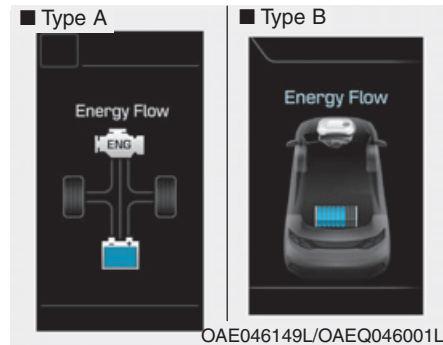 ■ Type A
■ Type B
Energy Flow
ENG
Energy Flow
OAE046149L/OAEQ046001L